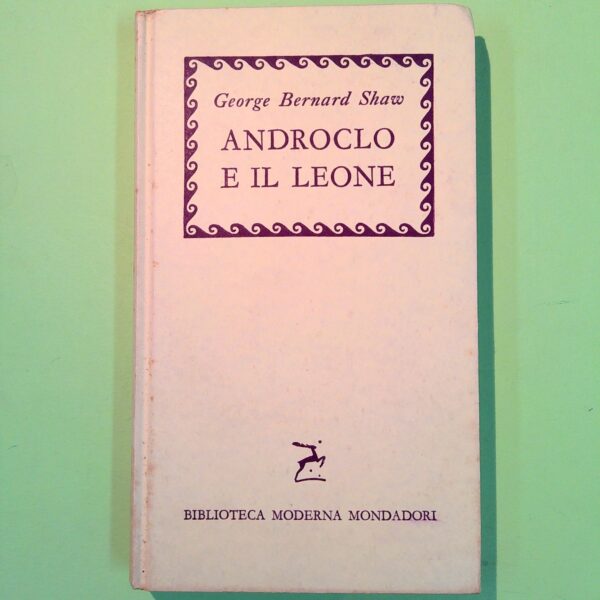 George Bernard Shaw
ANDROCLO
E IL LEONE
BIBLIOTECA MODERNA MONDADORI